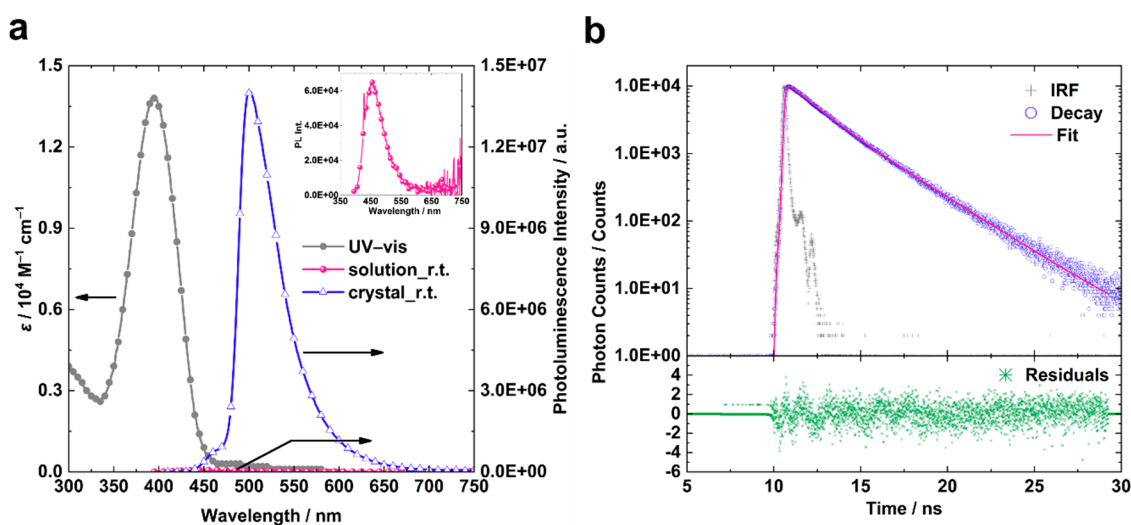 a
1.5
1.2
0.9
0.6
0.3
0.0
ε / 10⁴ M⁻¹ cm⁻¹
300 350 400 450 500 550 600 650 700 750
Wavelength / nm
1.5E+07
1.2E+07
9.0E+06
6.0E+06
3.0E+06
0.0E+00
Photoluminescence Intensity / a.u.
UV–vis
solution_r.t.
crystal_r.t.
6.0E+04
4.0E+04
2.0E+04
0.0E+00
PL Int.
350 450 550 650 750
Wavelength / nm
b
1.0E+04
1.0E+03
1.0E+02
1.0E+01
1.0E+00
Photon Counts / Counts
IRF
Decay
Fit
4
2
0
-2
-4
-6
Residuals
5 10 15 20 25 30
Time / ns